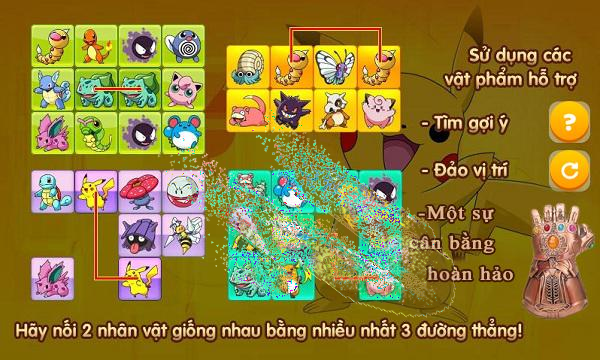 Sử dụng các
vật phẩm hỗ trợ
- Tìm gợi ý
?
- Đảo vị trí
-Một sự
cân bằng
hoàn hảo
Hãy nối 2 nhân vật giống nhau bằng nhiều nhất 3 đường thẳng!